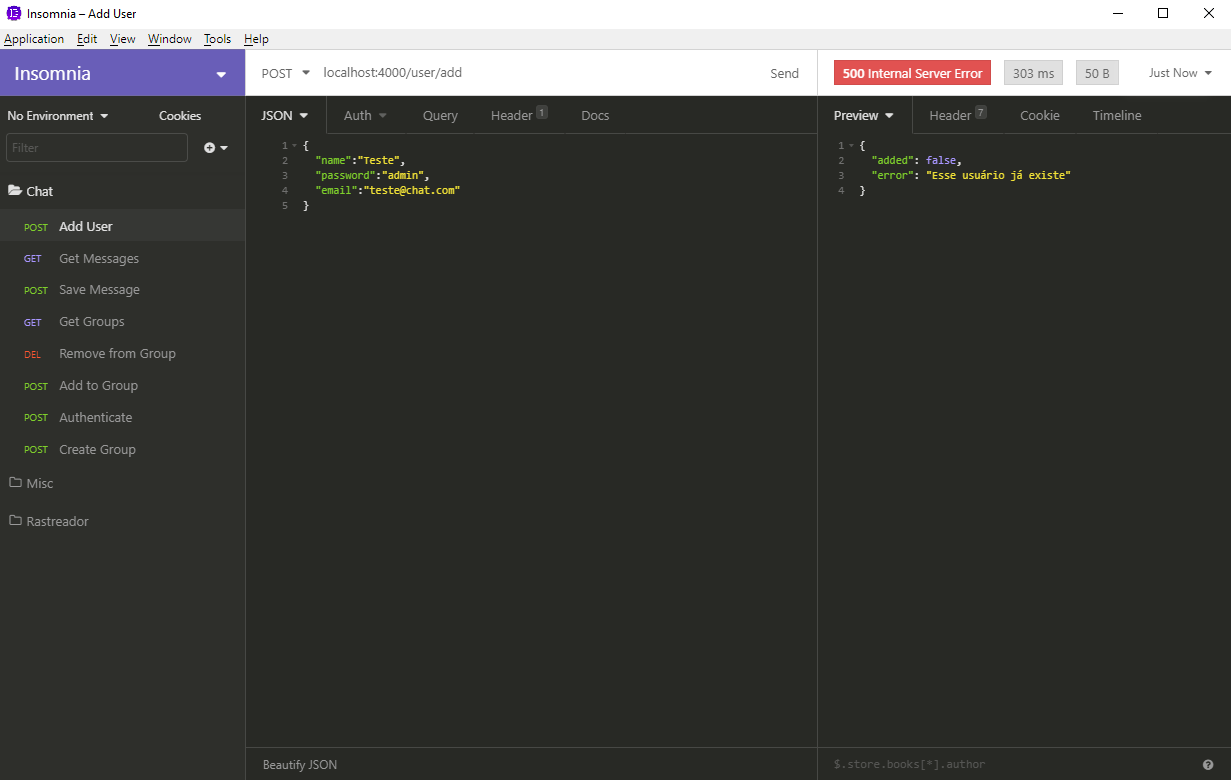 Insomnia – Add User
Application Edit View Window Tools Help
Insomnia
POST localhost:4000/user/add Send
500 Internal Server Error 303 ms 50 B Just Now
No Environment Cookies
Filter
Chat
POST Add User
GET Get Messages
POST Save Message
GET Get Groups
DEL Remove from Group
POST Add to Group
POST Authenticate
POST Create Group
Misc
Rastreador
JSON Auth Query Header 1 Docs
1 {
2 "name":"Teste",
3 "password":"admin",
4 "email":"teste@chat.com"
5 }
Beautify JSON
Preview Header 7 Cookie Timeline
1 {
2 "added": false,
3 "error": "Esse usuário já existe"
4 }
$.store.books[*].author